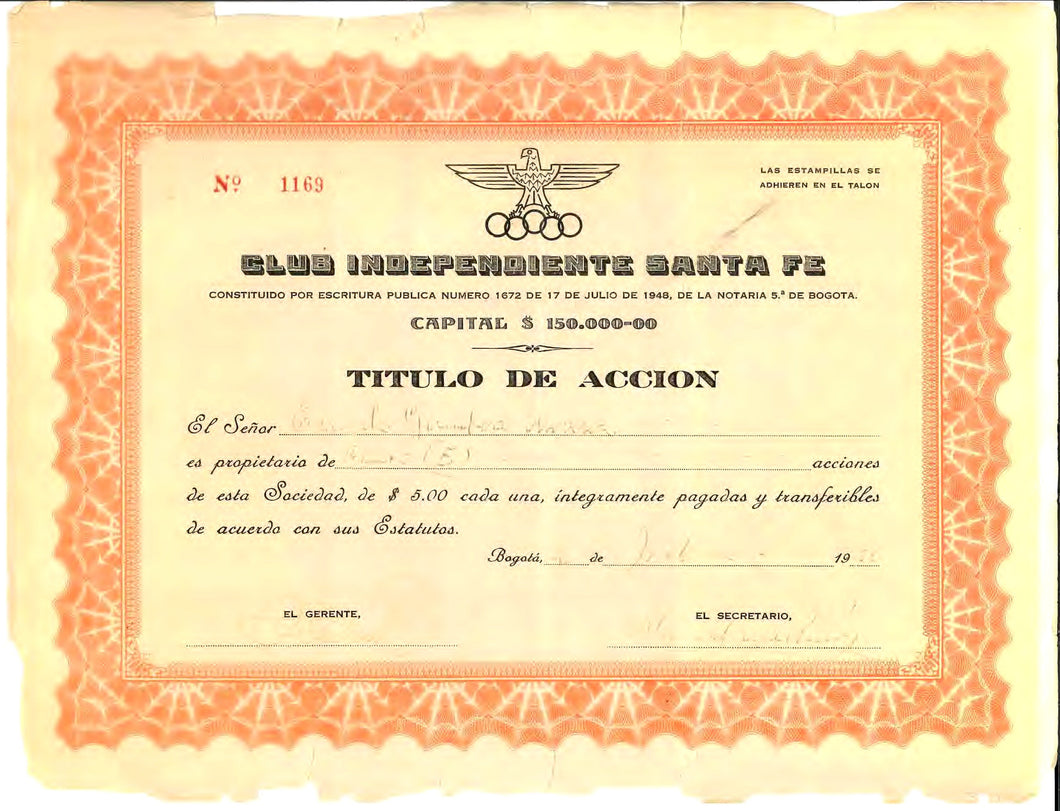 Nº 1169
LAS ESTAMPILLAS SE
ADHIEREN EN EL TALON
CLUB INDEPENDIENTE SANTA FE
CONSTITUIDO POR ESCRITURA PUBLICA NUMERO 1672 DE 17 DE JULIO DE 1948, DE LA NOTARIA 5.ª DE BOGOTA.
CAPITAL $ 150.000-00
TITULO DE ACCION
El Señor
es propietario de (5) acciones
de esta Sociedad, de $ 5.00 cada una, íntegramente pagadas y transferibles
de acuerdo con sus Estatutos.
Bogotá, de 19
EL GERENTE,
EL SECRETARIO,